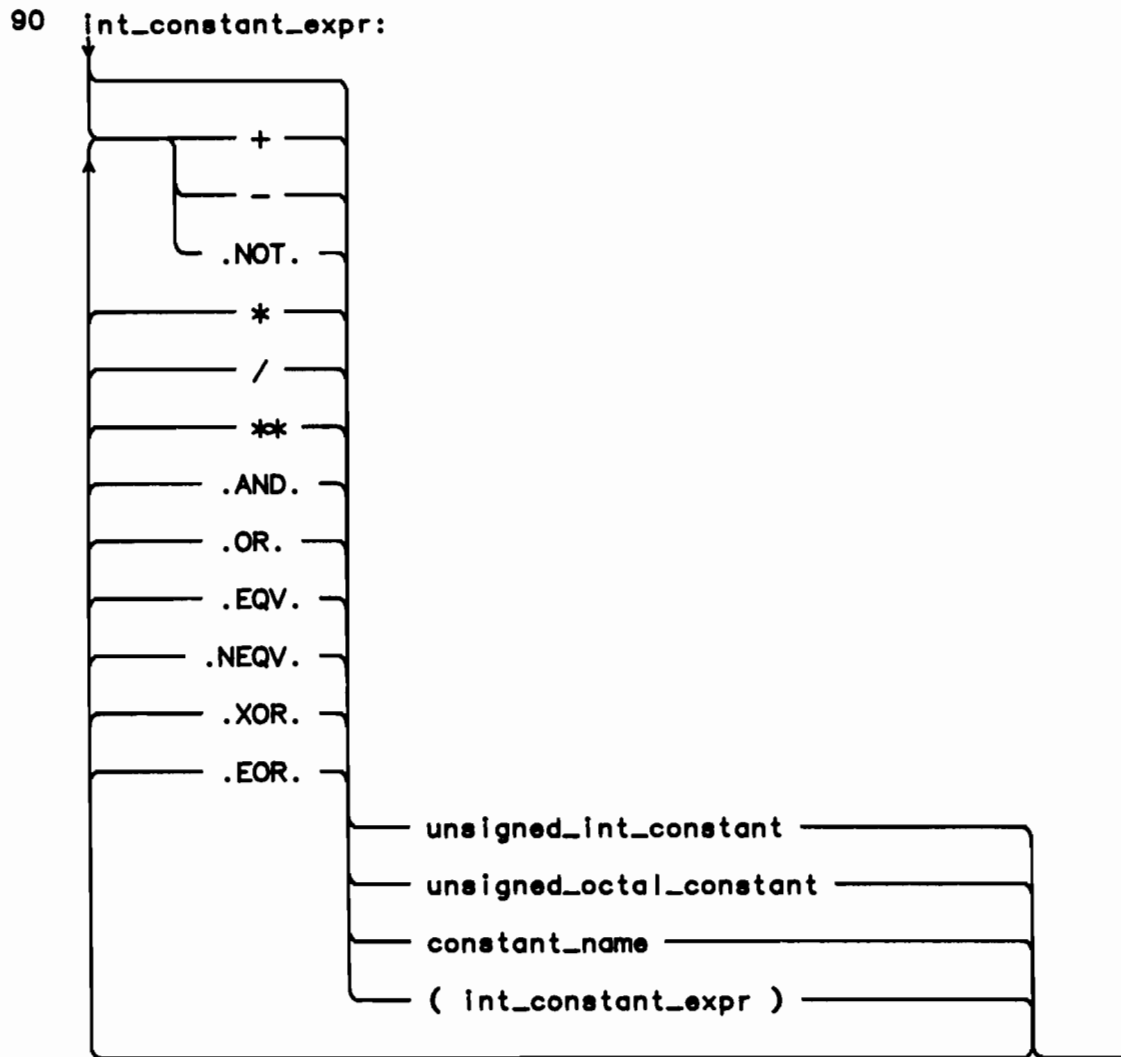 90 int_constant_expr:
+
-
.NOT.
*
/
**
.AND.
.OR.
.EQV.
.NEQV.
.XOR.
.EOR.
unsigned_int_constant
unsigned_octal_constant
constant_name
( int_constant_expr )